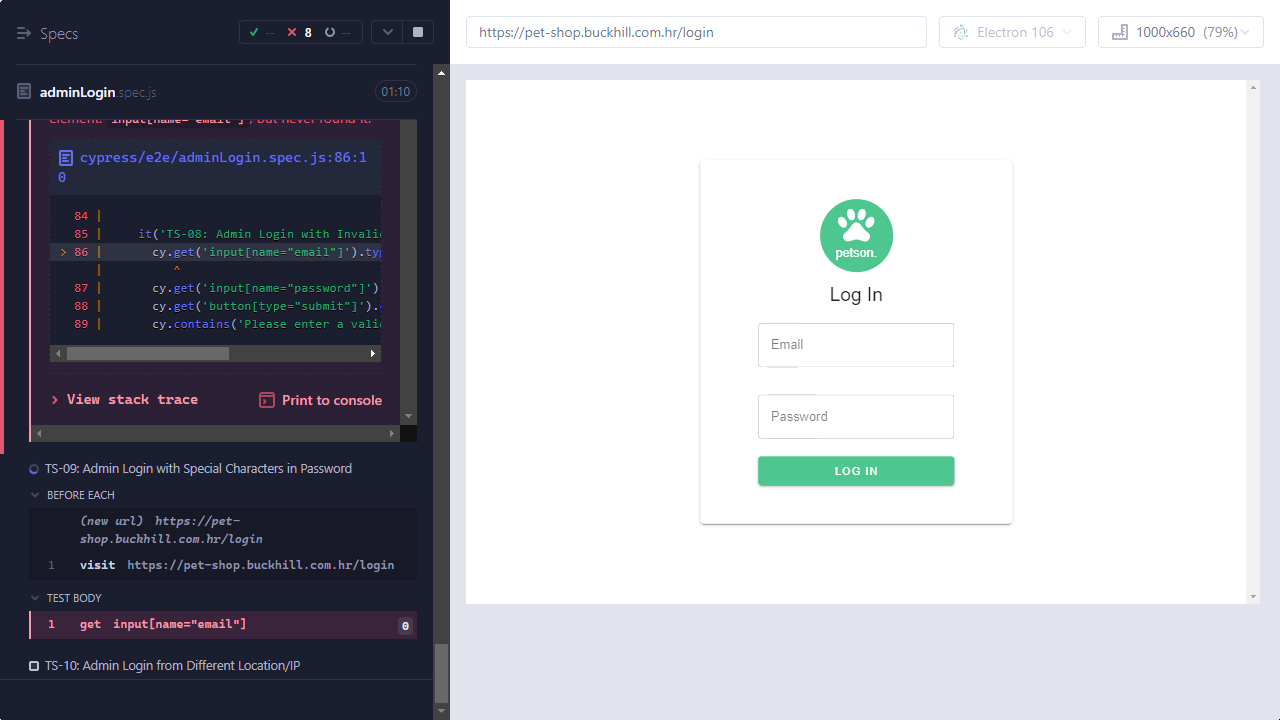 Specs
-- 8 --
https://pet-shop.buckhill.com.hr/login
Electron 106
1000x660 (79%)
adminLogin.spec.js
01:10
element: input[name="email"], but never found it.
cypress/e2e/adminLogin.spec.js:86:1
0
84 |
85 | it('TS-08: Admin Login with Invali
> 86 | cy.get('input[name="email"]').typ
| ^
87 | cy.get('input[name="password"]')
88 | cy.get('button[type="submit"]').
89 | cy.contains('Please enter a vali
> View stack trace
Print to console
TS-09: Admin Login with Special Characters in Password
BEFORE EACH
(new url) https://pet-
shop.buckhill.com.hr/login
1 visit https://pet-shop.buckhill.com.hr/login
TEST BODY
1 get input[name="email"] 0
TS-10: Admin Login from Different Location/IP
petson.
Log In
Email
Password
LOG IN